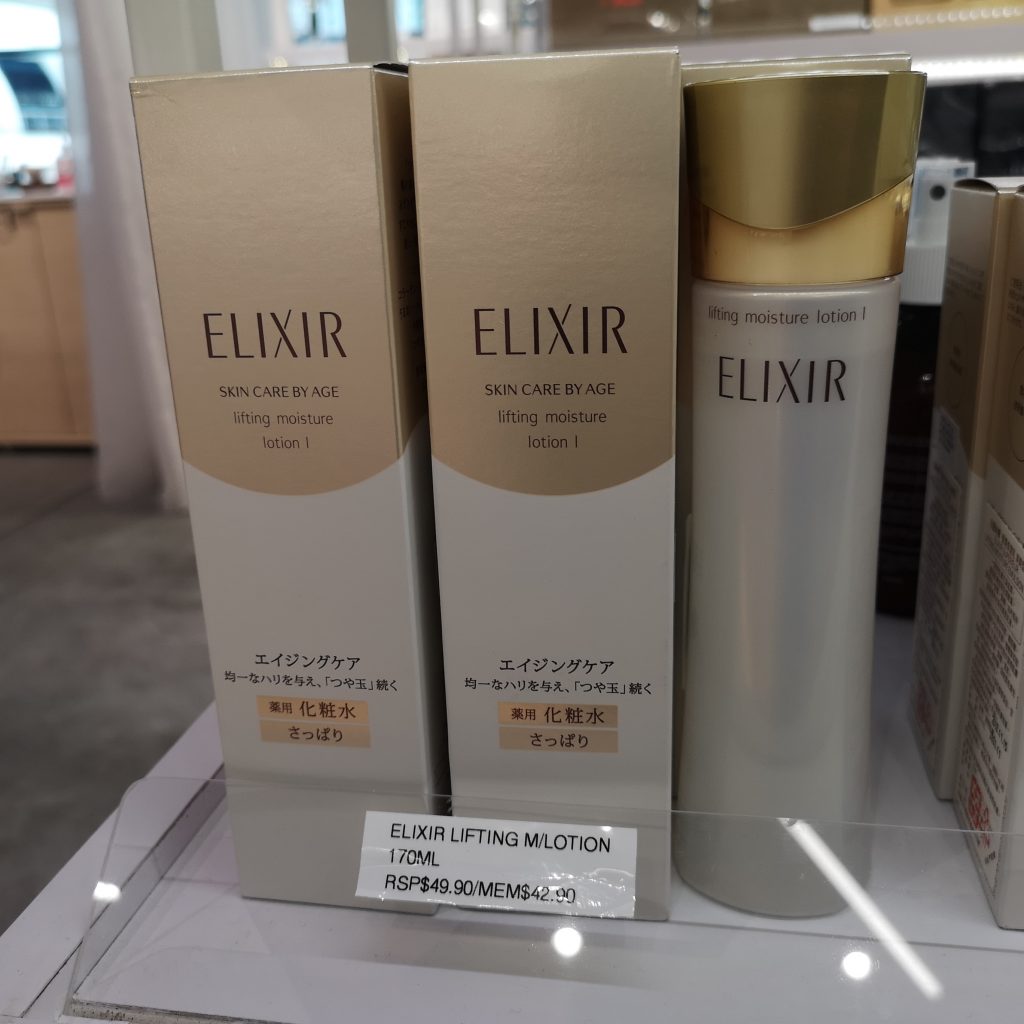 ELIXIR
SKIN CARE BY AGE
lifting moisture
lotion I
エイジングケア
均一なハリを与え、「つや玉」続く
薬用 化粧水
さっぱり
ELIXIR
SKIN CARE BY AGE
lifting moisture
lotion I
エイジングケア
均一なハリを与え、「つや玉」続く
薬用 化粧水
さっぱり
lifting moisture lotion I
ELIXIR
ELIXIR LIFTING M/LOTION
170ML
RSP$49.90/MEM$42.90